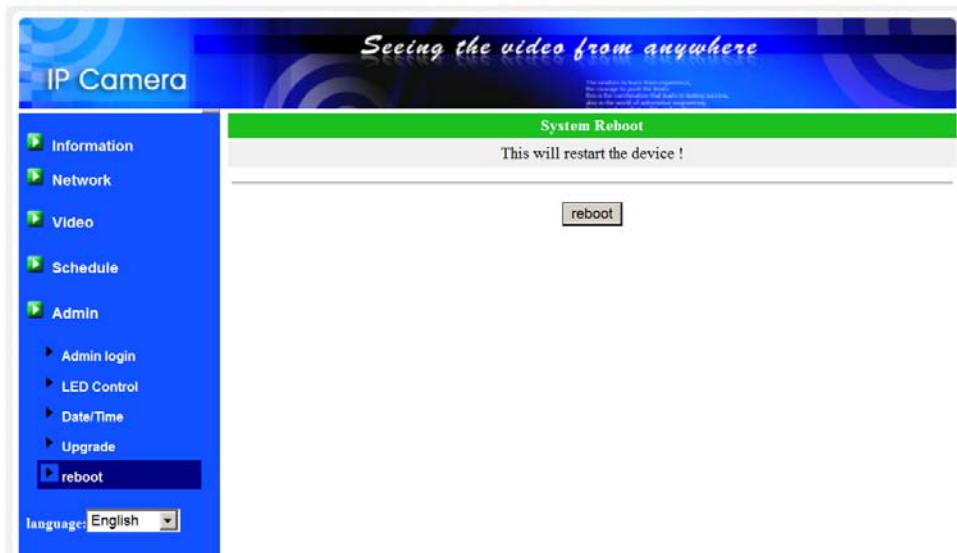 Seeing the video from anywhere
IP Camera
System Reboot
This will restart the device !
reboot
Information
Network
Video
Schedule
Admin
Admin login
LED Control
Date/Time
Upgrade
reboot
language: English